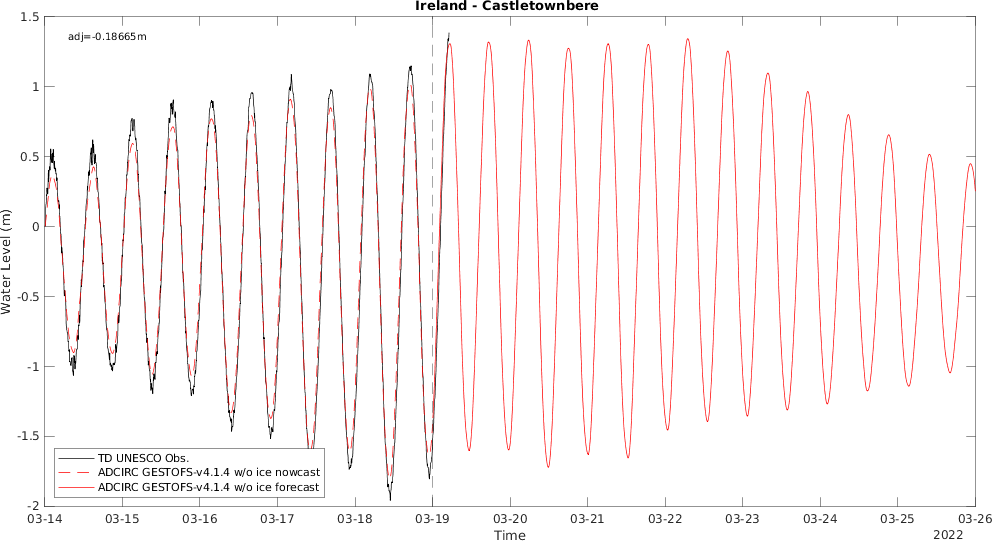 Ireland - Castletownbere
adj=-0.18665m
1.5
1
0.5
0
-0.5
-1
-1.5
-2
Water Level (m)
TD UNESCO Obs.
ADCIRC GESTOFS-v4.1.4 w/o ice nowcast
ADCIRC GESTOFS-v4.1.4 w/o ice forecast
03-14 03-15 03-16 03-17 03-18 03-19 03-20 03-21 03-22 03-23 03-24 03-25 03-26
Time
2022